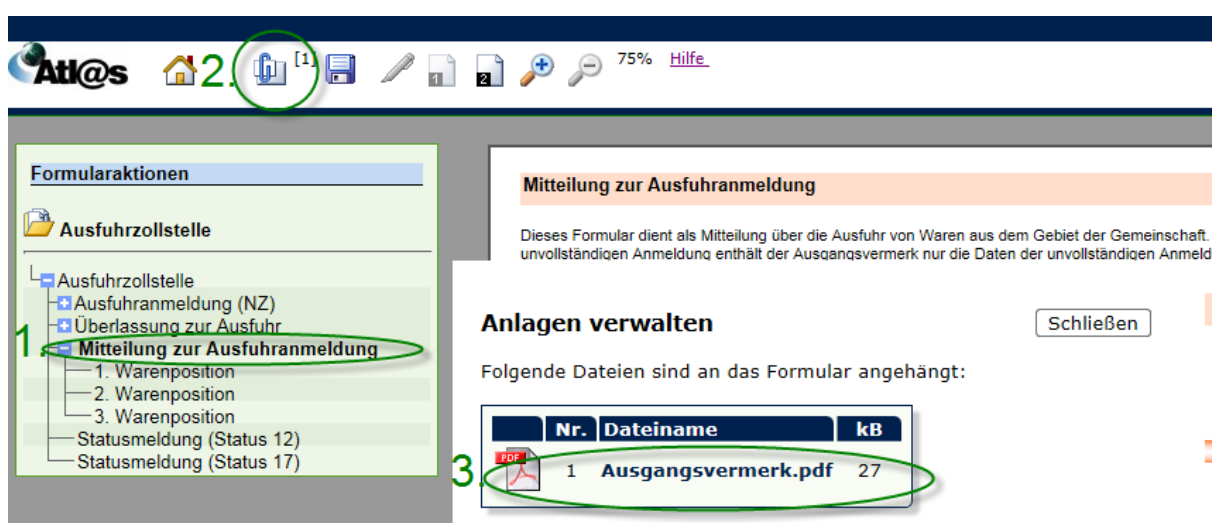 Atl@s 2. [1] 1 2 75% Hilfe
Formularaktionen
Ausfuhrzollstelle
Ausfuhrzollstelle
Ausfuhranmeldung (NZ)
Überlassung zur Ausfuhr
1. Mitteilung zur Ausfuhranmeldung
1. Warenposition
2. Warenposition
3. Warenposition
Statusmeldung (Status 12)
Statusmeldung (Status 17)
Mitteilung zur Ausfuhranmeldung
Dieses Formular dient als Mitteilung über die Ausfuhr von Waren aus dem Gebiet der Gemeinschaft.
unvollständigen Anmeldung enthält der Ausgangsvermerk nur die Daten der unvollständigen Anmeld
Anlagen verwalten Schließen
Folgende Dateien sind an das Formular angehängt:
Nr. Dateiname kB
3. PDF 1 Ausgangsvermerk.pdf 27